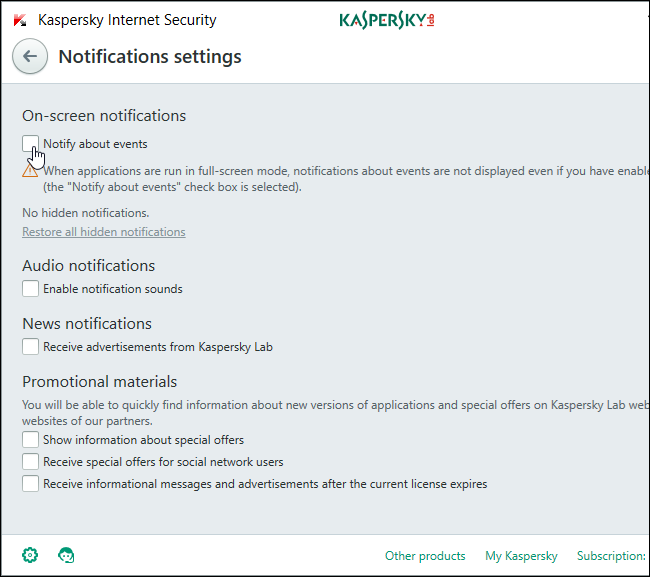 Kaspersky Internet Security
KASPERSKY lab
Notifications settings
On-screen notifications
Notify about events
When applications are run in full-screen mode, notifications about events are not displayed even if you have enable
(the "Notify about events" check box is selected).
No hidden notifications.
Restore all hidden notifications
Audio notifications
Enable notification sounds
News notifications
Receive advertisements from Kaspersky Lab
Promotional materials
You will be able to quickly find information about new versions of applications and special offers on Kaspersky Lab web
websites of our partners.
Show information about special offers
Receive special offers for social network users
Receive informational messages and advertisements after the current license expires
Other products My Kaspersky Subscription: